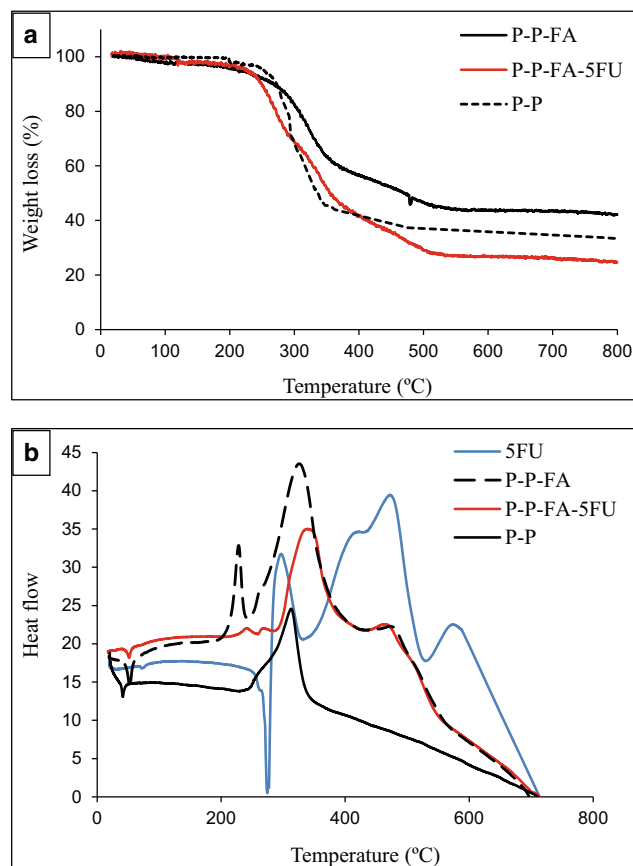 a
P-P-FA
P-P-FA-5FU
P-P
Weight loss (%)
100
80
60
40
20
0
0 100 200 300 400 500 600 700 800
Temperature (ºC)
b
5FU
P-P-FA
P-P-FA-5FU
P-P
Heat flow
45
40
35
30
25
20
15
10
5
0
0 200 400 600 800
Temperature (ºC)